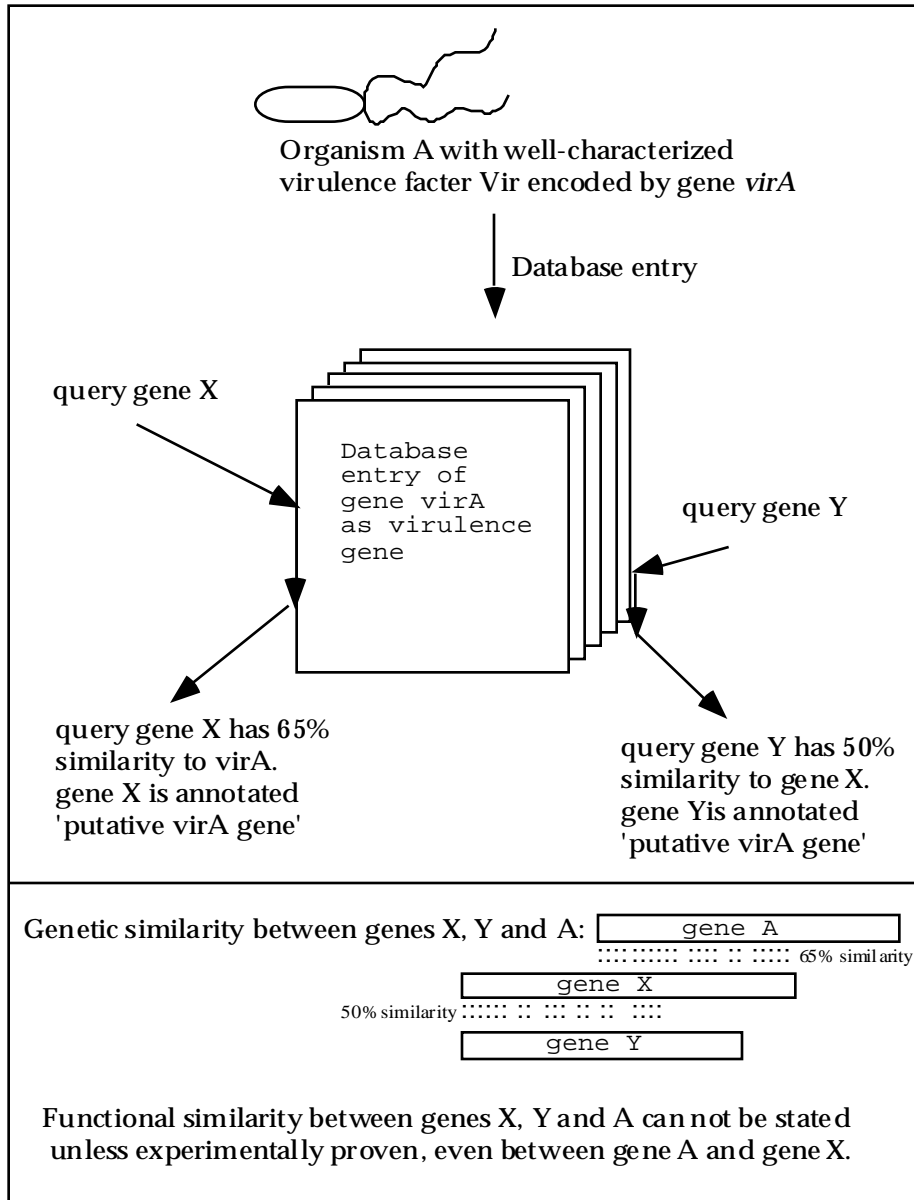 Organism A with well-characterized
virulence facter Vir encoded by gene virA
Database entry
query gene X
Database
entry of
gene virA
as virulence
gene
query gene Y
query gene X has 65%
similarity to virA.
gene X is annotated
'putative virA gene'
query gene Y has 50%
similarity to gene X.
gene Yis annotated
'putative virA gene'
Genetic similarity between genes X, Y and A:
gene A
65% similarity
gene X
50% similarity
gene Y
Functional similarity between genes X, Y and A can not be stated
unless experimentally proven, even between gene A and gene X.